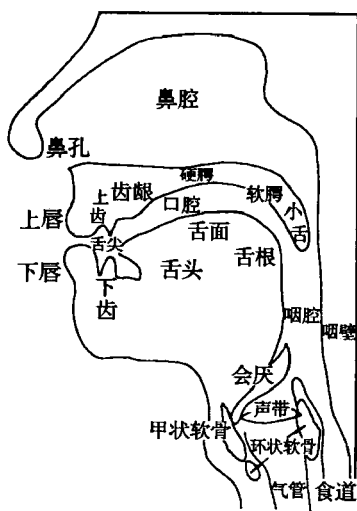 鼻腔
鼻孔
硬腭
上齿
齿龈
软腭
小舌
口腔
上唇
舌尖
舌面
下唇
舌头
舌根
下齿
咽腔
咽壁
会厌
声带
甲状软骨
环状软骨
气管
食道